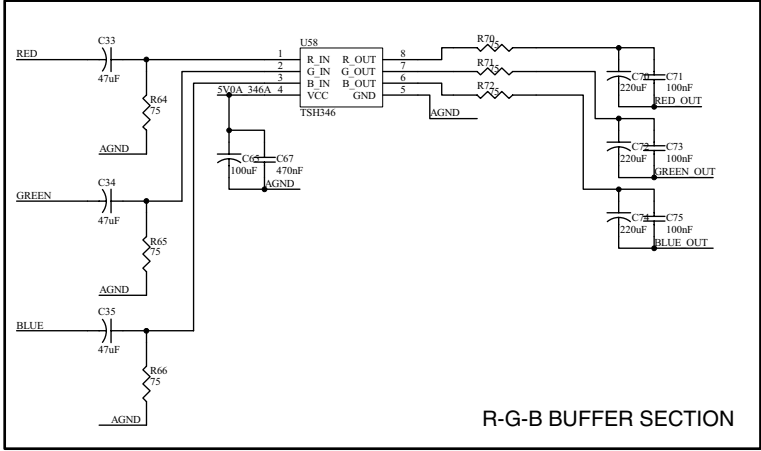 RED
C33
47uF
R64
75
AGND
U58
1 R_IN R_OUT 8
2 G_IN G_OUT 7
3 B_IN B_OUT 6
5V0A_346A 4 VCC GND 5
TSH346
AGND
R70
75
R71
75
R72
75
C70
220uF
C71
100nF
RED_OUT
C72
220uF
C73
100nF
GREEN_OUT
C74
220uF
C75
100nF
BLUE_OUT
C65
100uF
C67
470nF
AGND
GREEN
C34
47uF
R65
75
AGND
BLUE
C35
47uF
R66
75
AGND
R-G-B BUFFER SECTION